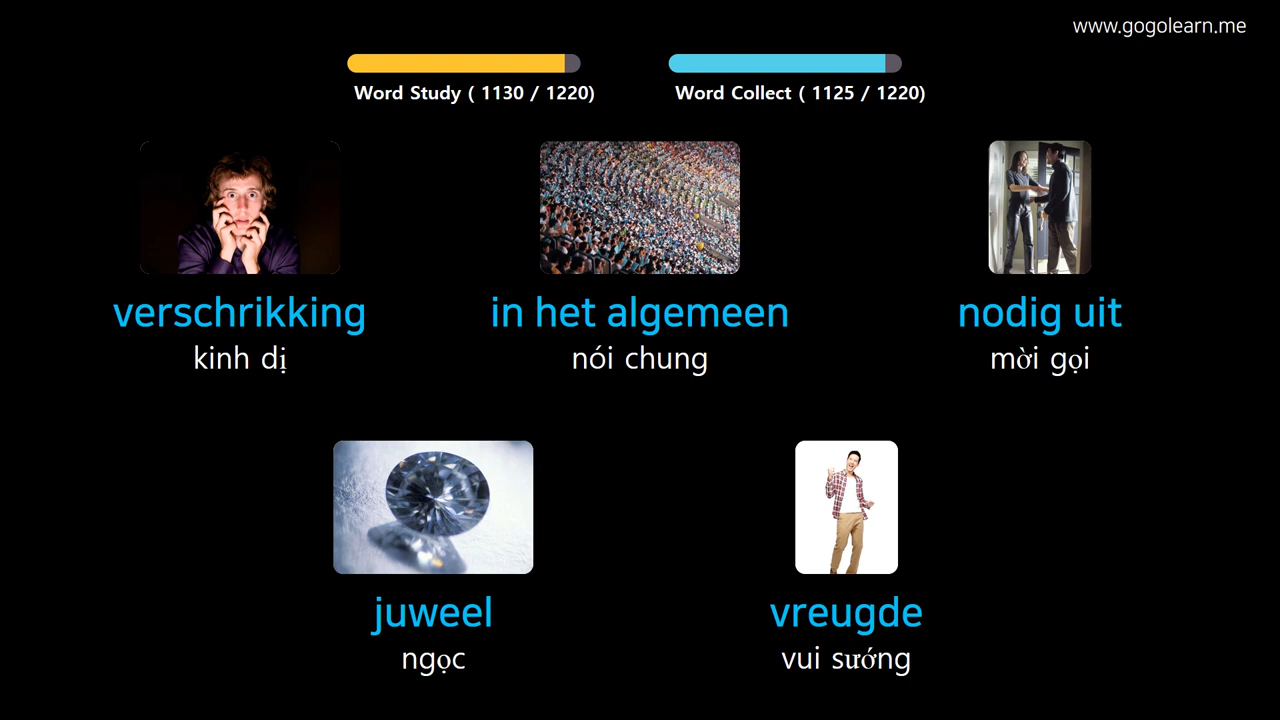 www.gogolearn.me
Word Study ( 1130 / 1220)
Word Collect ( 1125 / 1220)
verschrikking
kinh dị
in het algemeen
nói chung
nodig uit
mời gọi
juweel
ngọc
vreugde
vui sướng